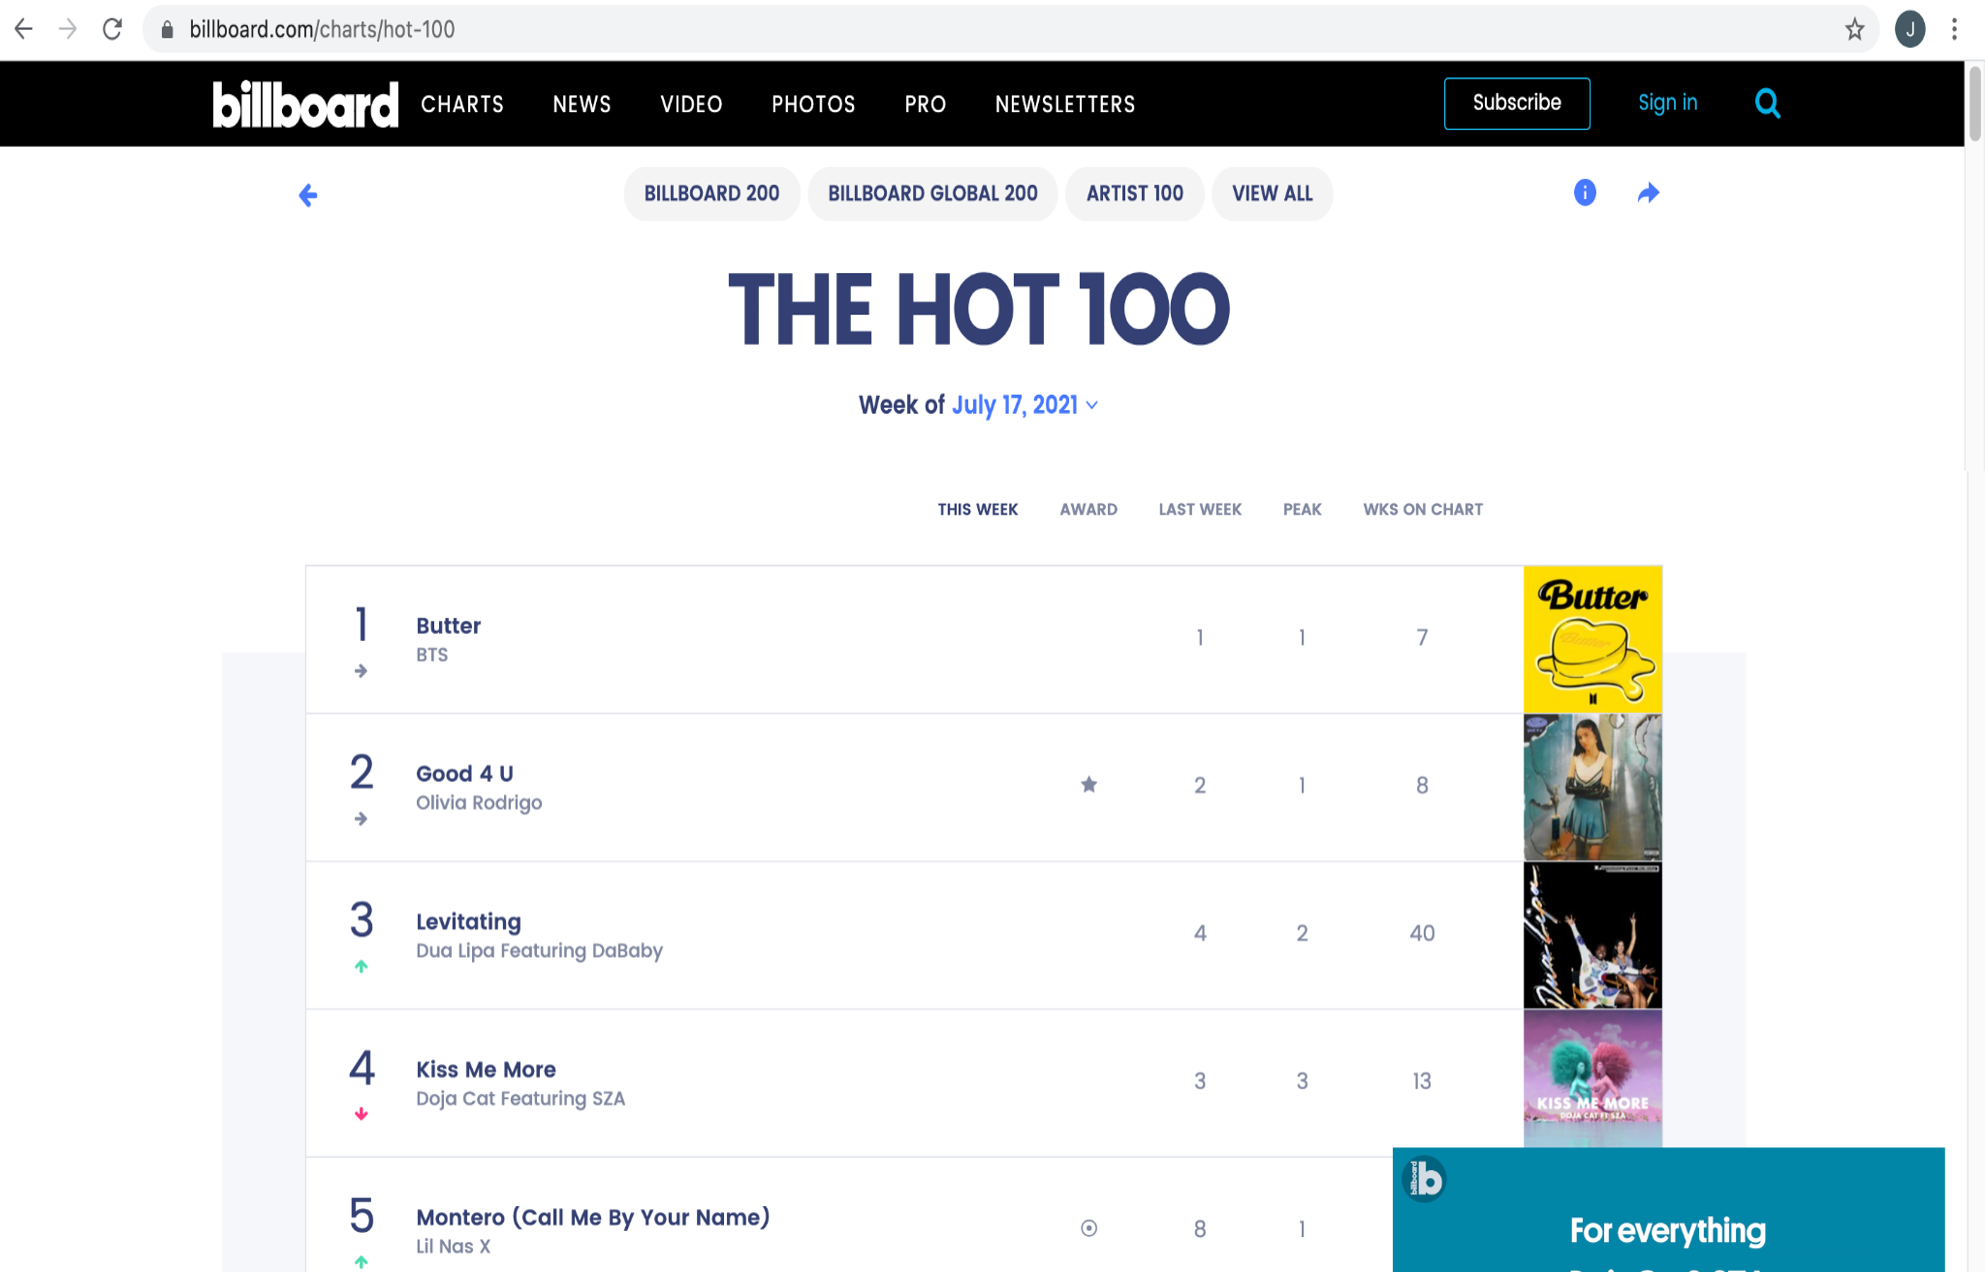 billboard.com/charts/hot-100
J
billboard CHARTS NEWS VIDEO PHOTOS PRO NEWSLETTERS Subscribe Sign in
BILLBOARD 200 BILLBOARD GLOBAL 200 ARTIST 100 VIEW ALL
THE HOT 100
Week of July 17, 2021
THIS WEEK AWARD LAST WEEK PEAK WKS ON CHART
1 Butter 1 1 7
BTS
Butter
2 Good 4 U 2 1 8
Olivia Rodrigo
3 Levitating 4 2 40
Dua Lipa Featuring DaBaby
Dua Lipa
4 Kiss Me More 3 3 13
Doja Cat Featuring SZA
KISS ME MORE
DOJA CAT FT SZA
5 Montero (Call Me By Your Name) 8 1
Lil Nas X
billboard b
For everything